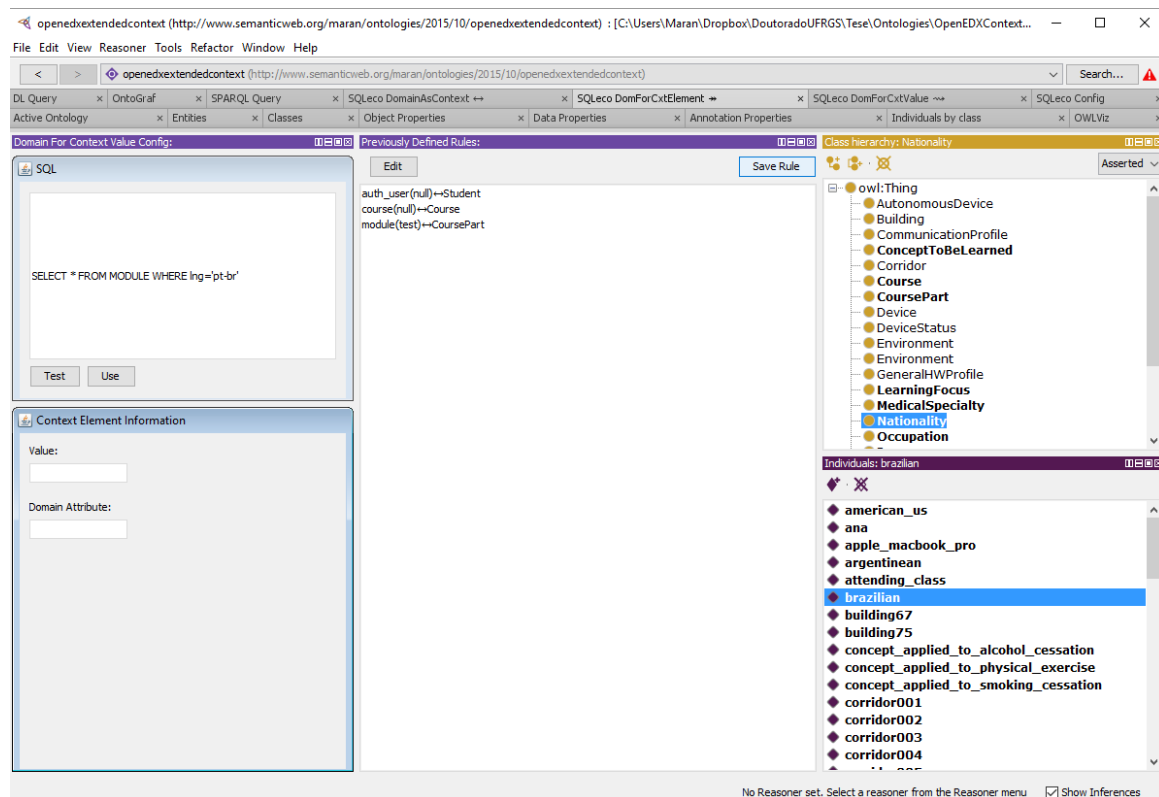 openedxextendedcontext (http://www.semanticweb.org/maran/ontologies/2015/10/openedxextendedcontext) : [C:\Users\Maran\Dropbox\DoutoradoUFRGS\Tese\Ontologies\OpenEDXContext...
File Edit View Reasoner Tools Refactor Window Help
< > openedxextendedcontext (http://www.semanticweb.org/maran/ontologies/2015/10/openedxextendedcontext) Search...
DL Query × OntoGraf × SPARQL Query × SQLeco DomainAsContext ↔ × SQLeco DomForCxtElement ↠ × SQLeco DomForCxtValue ⇝ × SQLeco Config ×
Active Ontology × Entities × Classes × Object Properties × Data Properties × Annotation Properties × Individuals by class × OWLViz ×
Domain For Context Value Config:
SQL
SELECT * FROM MODULE WHERE lng='pt-br'
Test Use
Context Element Information
Value:
Domain Attribute:
Previously Defined Rules:
Edit Save Rule
auth_user(null)↔Student
course(null)↔Course
module(test)↔CoursePart
Class hierarchy: Nationality
Asserted
owl:Thing
AutonomousDevice
Building
CommunicationProfile
ConceptToBeLearned
Corridor
Course
CoursePart
Device
DeviceStatus
Environment
Environment
GeneralHWProfile
LearningFocus
MedicalSpecialty
Nationality
Occupation
Individuals: brazilian
american_us
ana
apple_macbook_pro
argentinean
attending_class
brazilian
building67
building75
concept_applied_to_alcohol_cessation
concept_applied_to_physical_exercise
concept_applied_to_smoking_cessation
corridor001
corridor002
corridor003
corridor004
No Reasoner set. Select a reasoner from the Reasoner menu Show Inferences